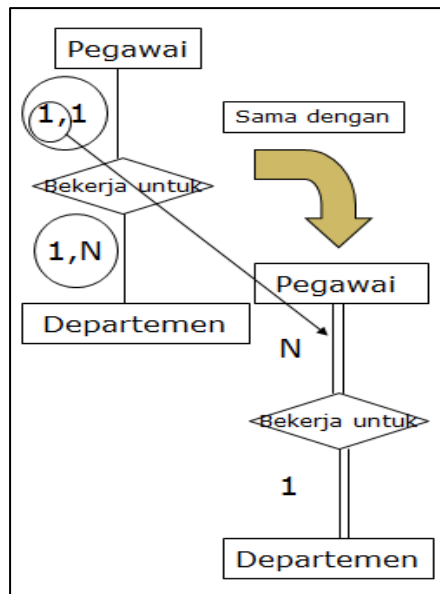 Pegawai
1,1
Sama dengan
Bekerja untuk
1,N
Pegawai
Departemen
N
Bekerja untuk
1
Departemen